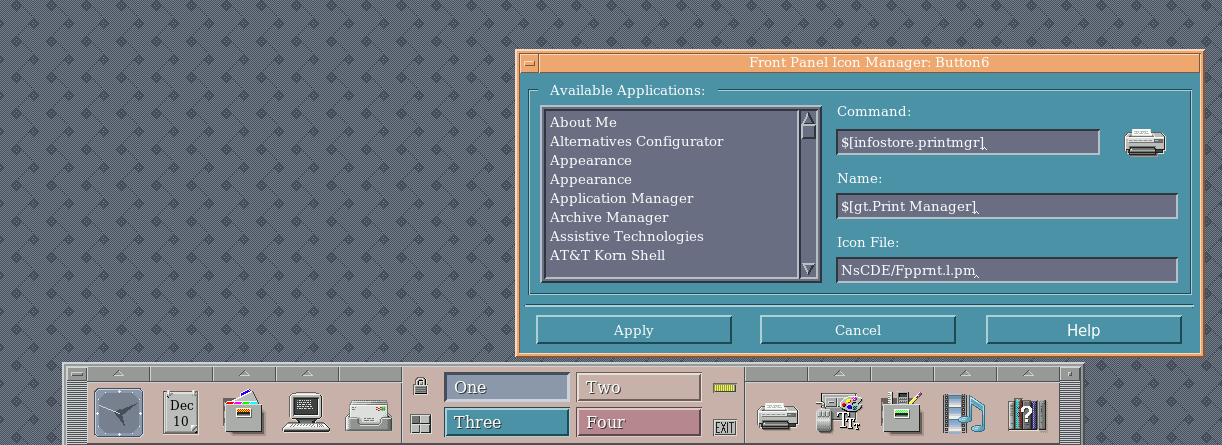 Front Panel Icon Manager: Button6
Available Applications:
About Me
Alternatives Configurator
Appearance
Appearance
Application Manager
Archive Manager
Assistive Technologies
AT&T Korn Shell
Command:
$[infostore.printmgr]
Name:
$[gt.Print Manager]
Icon File:
NsCDE/Fpprnt.l.pm
Apply
Cancel
Help
Dec
10
One
Two
Three
Four
EXIT
?